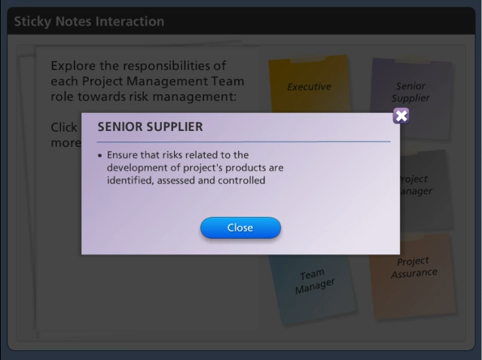 Sticky Notes Interaction
Explore the responsibilities of
each Project Management Team
role towards risk management:
Click
more
Executive
Senior
Supplier
SENIOR SUPPLIER
• Ensure that risks related to the
development of project's products are
identified, assessed and controlled
Close
Team
Manager
Project
Assurance